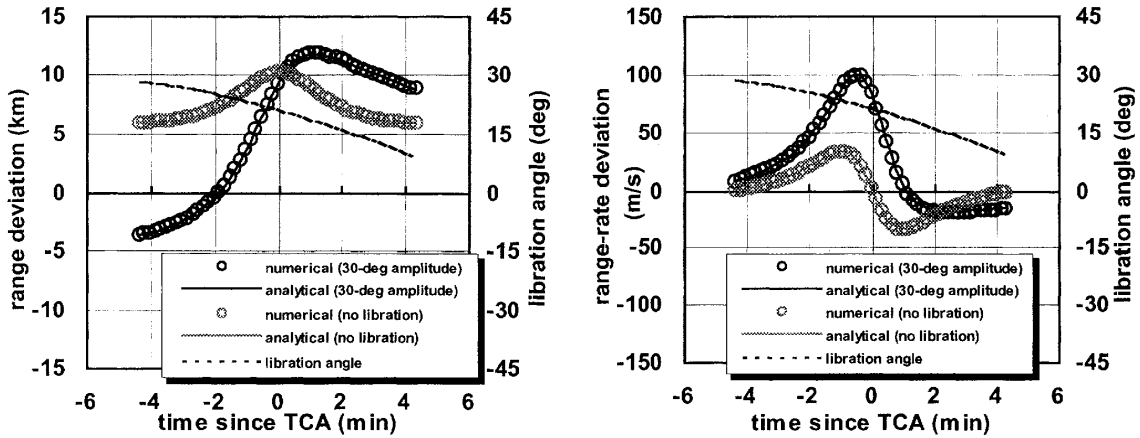 15
10
5
0
-5
-10
-15
range deviation (km)
45
30
15
0
-15
-30
-45
libration angle (deg)
numerical (30-deg amplitude)
analytical (30-deg amplitude)
numerical (no libration)
analytical (no libration)
libration angle
-6 -4 -2 0 2 4 6
time since TCA (min)
150
100
50
0
-50
-100
-150
range-rate deviation
(m/s)
45
30
15
0
-15
-30
-45
libration angle (deg)
numerical (30-deg amplitude)
analytical (30-deg amplitude)
numerical (no libration)
analytical (no libration)
libration angle
-6 -4 -2 0 2 4 6
time since TCA (min)